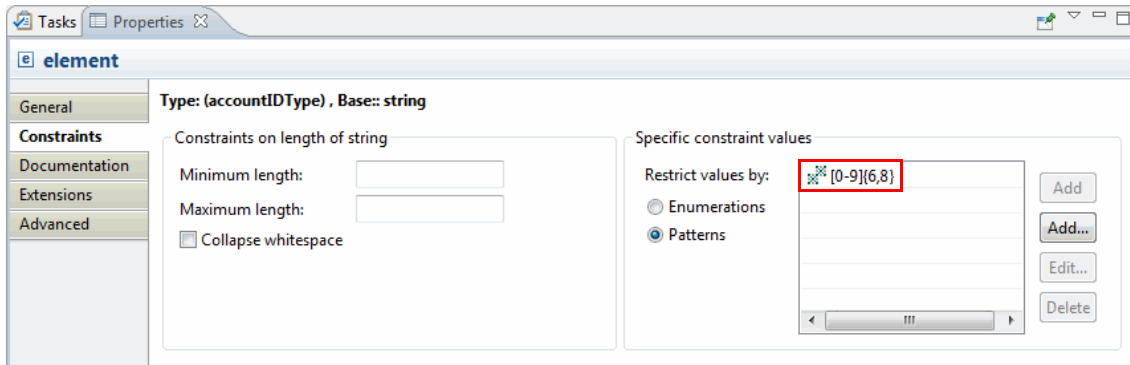 Tasks Properties
e element
General
Constraints
Documentation
Extensions
Advanced
Type: (accountIDType) , Base:: string
Constraints on length of string
Minimum length:
Maximum length:
Collapse whitespace
Specific constraint values
Restrict values by:
Enumerations
Patterns
[0-9]{6,8}
Add
Add...
Edit...
Delete